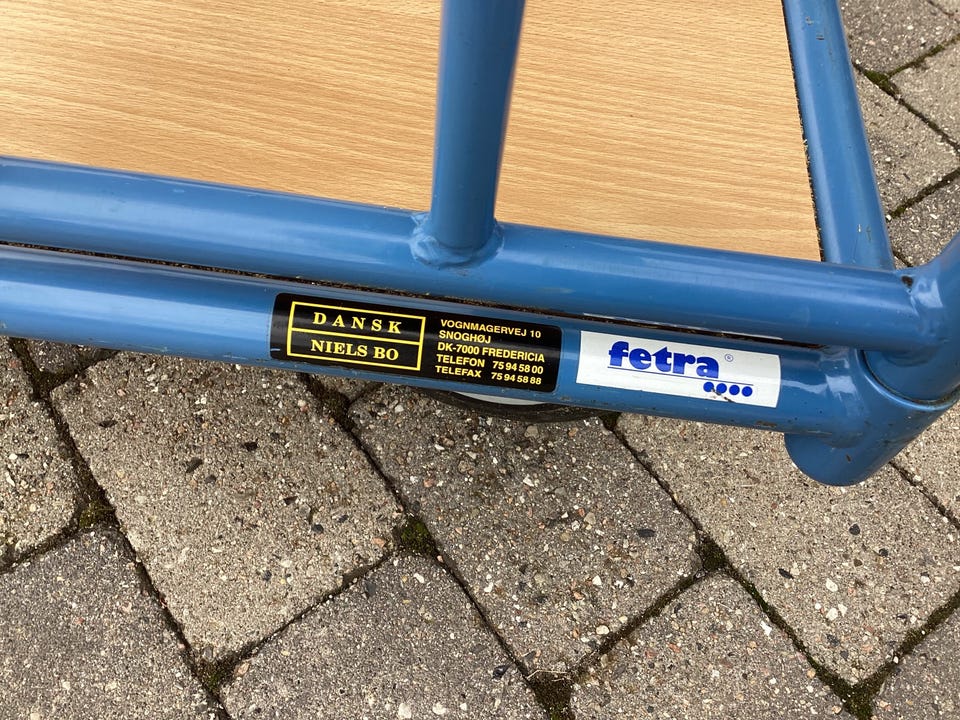 DANSK
NIELS BO
VOGNMAGERVEJ 10
SNOGHØJ
DK-7000 FREDERICIA
TELEFON 75 94 58 00
TELEFAX 75 94 58 88
fetra®